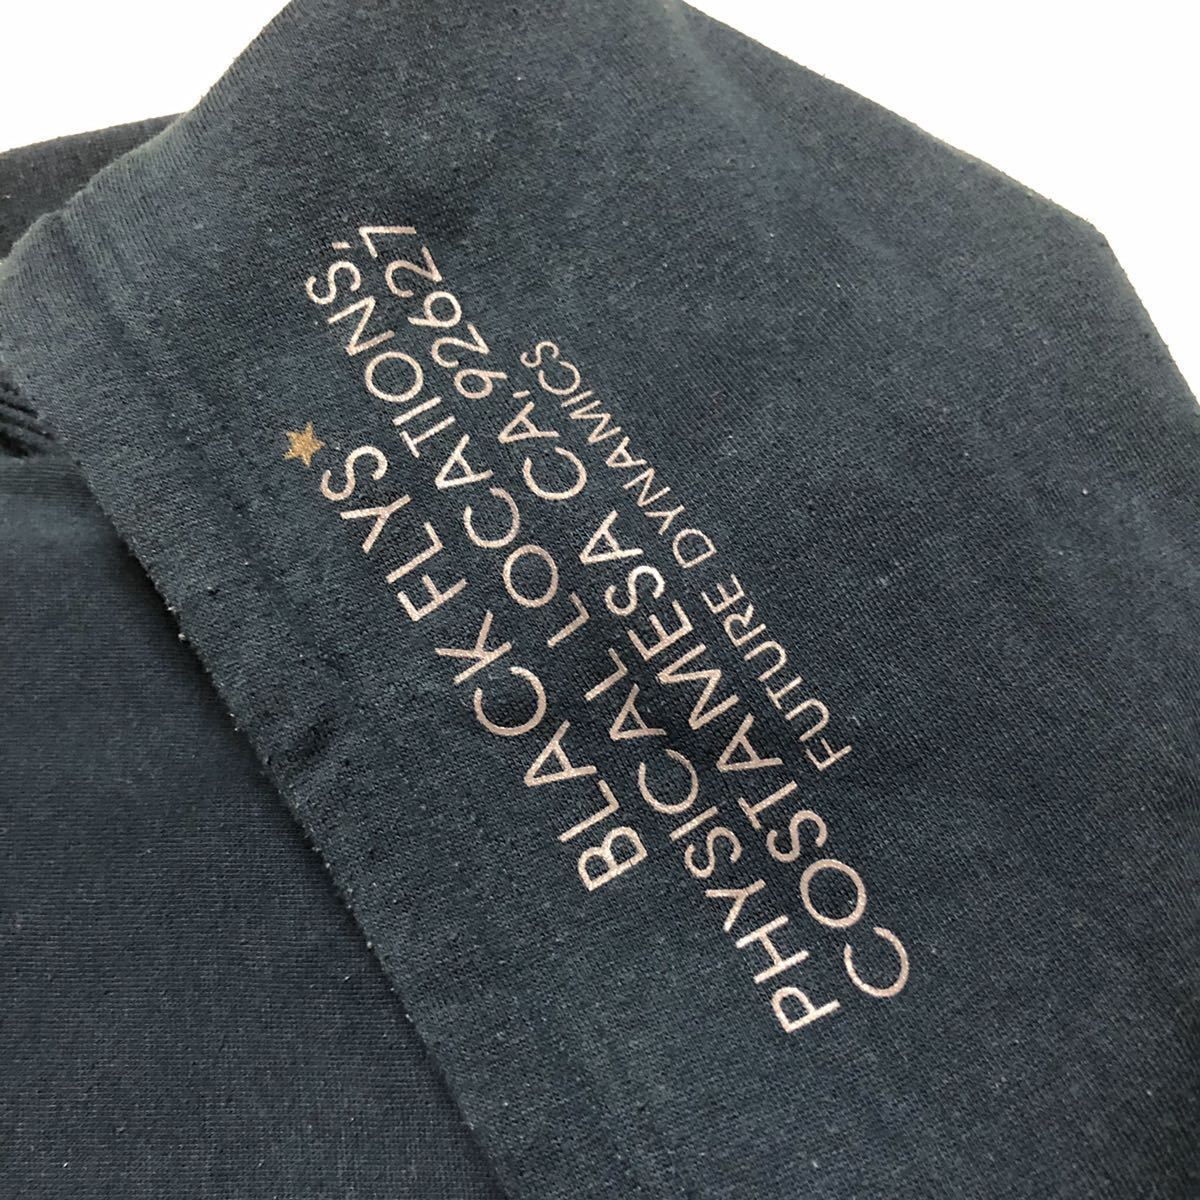 BLACK FLYS★
PHYSICAL LOCATIONS',
COSTA MESA CA, 92627
FUTURE DYNAMICS